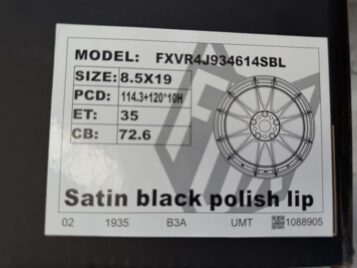 MODEL: FXVR4J934614SBL
SIZE: 8.5X19
PCD: 114.3+120*10H
ET: 35
CB: 72.6
Satin black polish lip
02 1935 B3A UMT 1088905